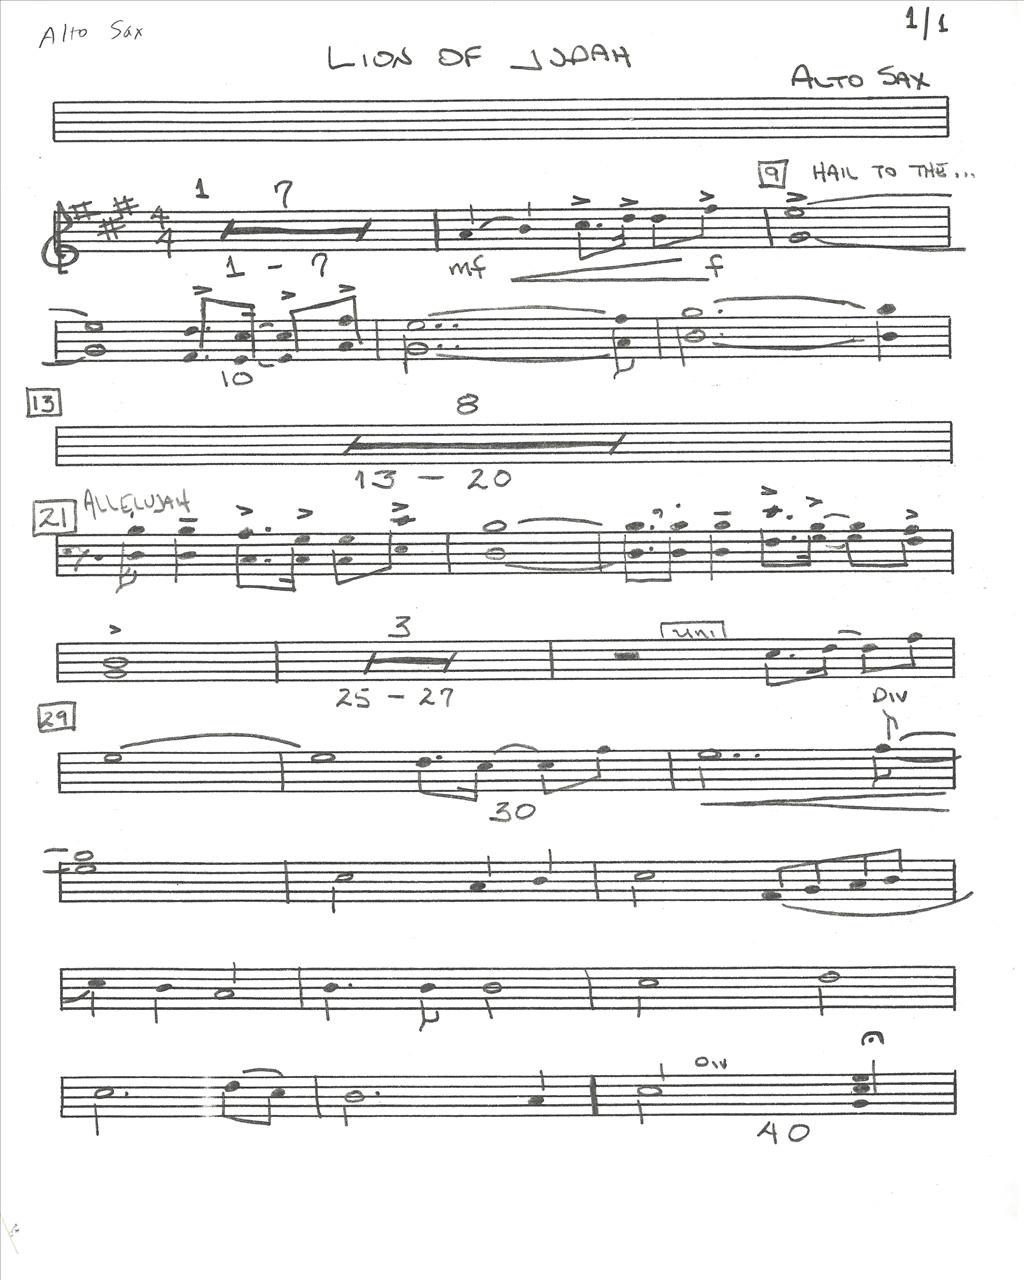 1/1
Alto Sax
LION OF JUDAH
ALTO SAX
9 HAIL TO THE...
1 7
4
4
1 - 7
mf f
10
13 8
13 - 20
21 ALLELUJAH
3
uni
25 - 27
29
DIV
30
DIV
40